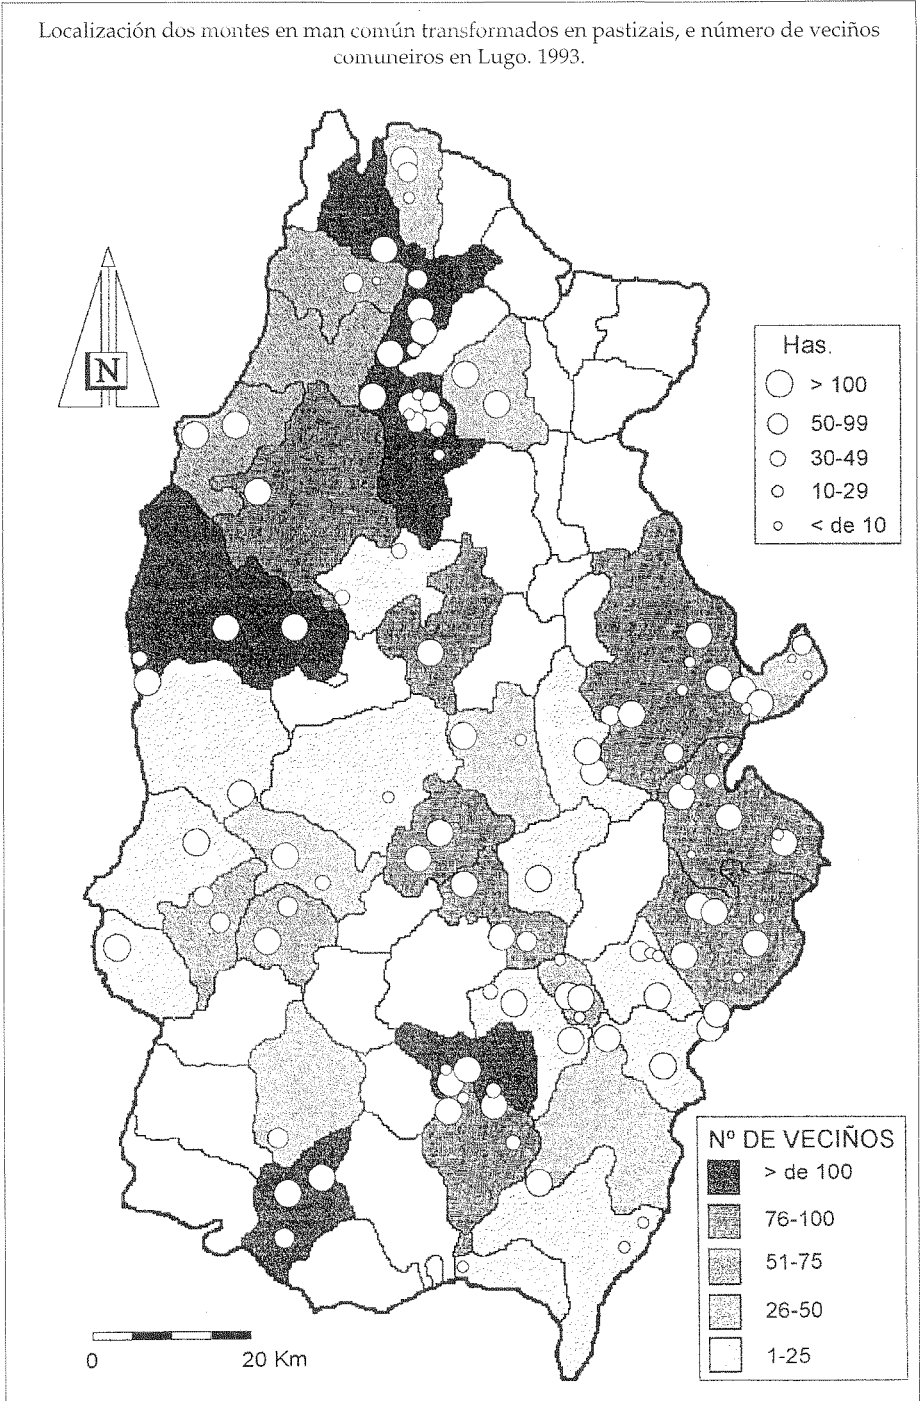 Localización dos montes en man común transformados en pastizais, e número de veciños
comuneiros en Lugo. 1993.
N
Has.
> 100
50-99
30-49
10-29
< de 10
Nº DE VECIÑOS
> de 100
76-100
51-75
26-50
1-25
0 20 Km